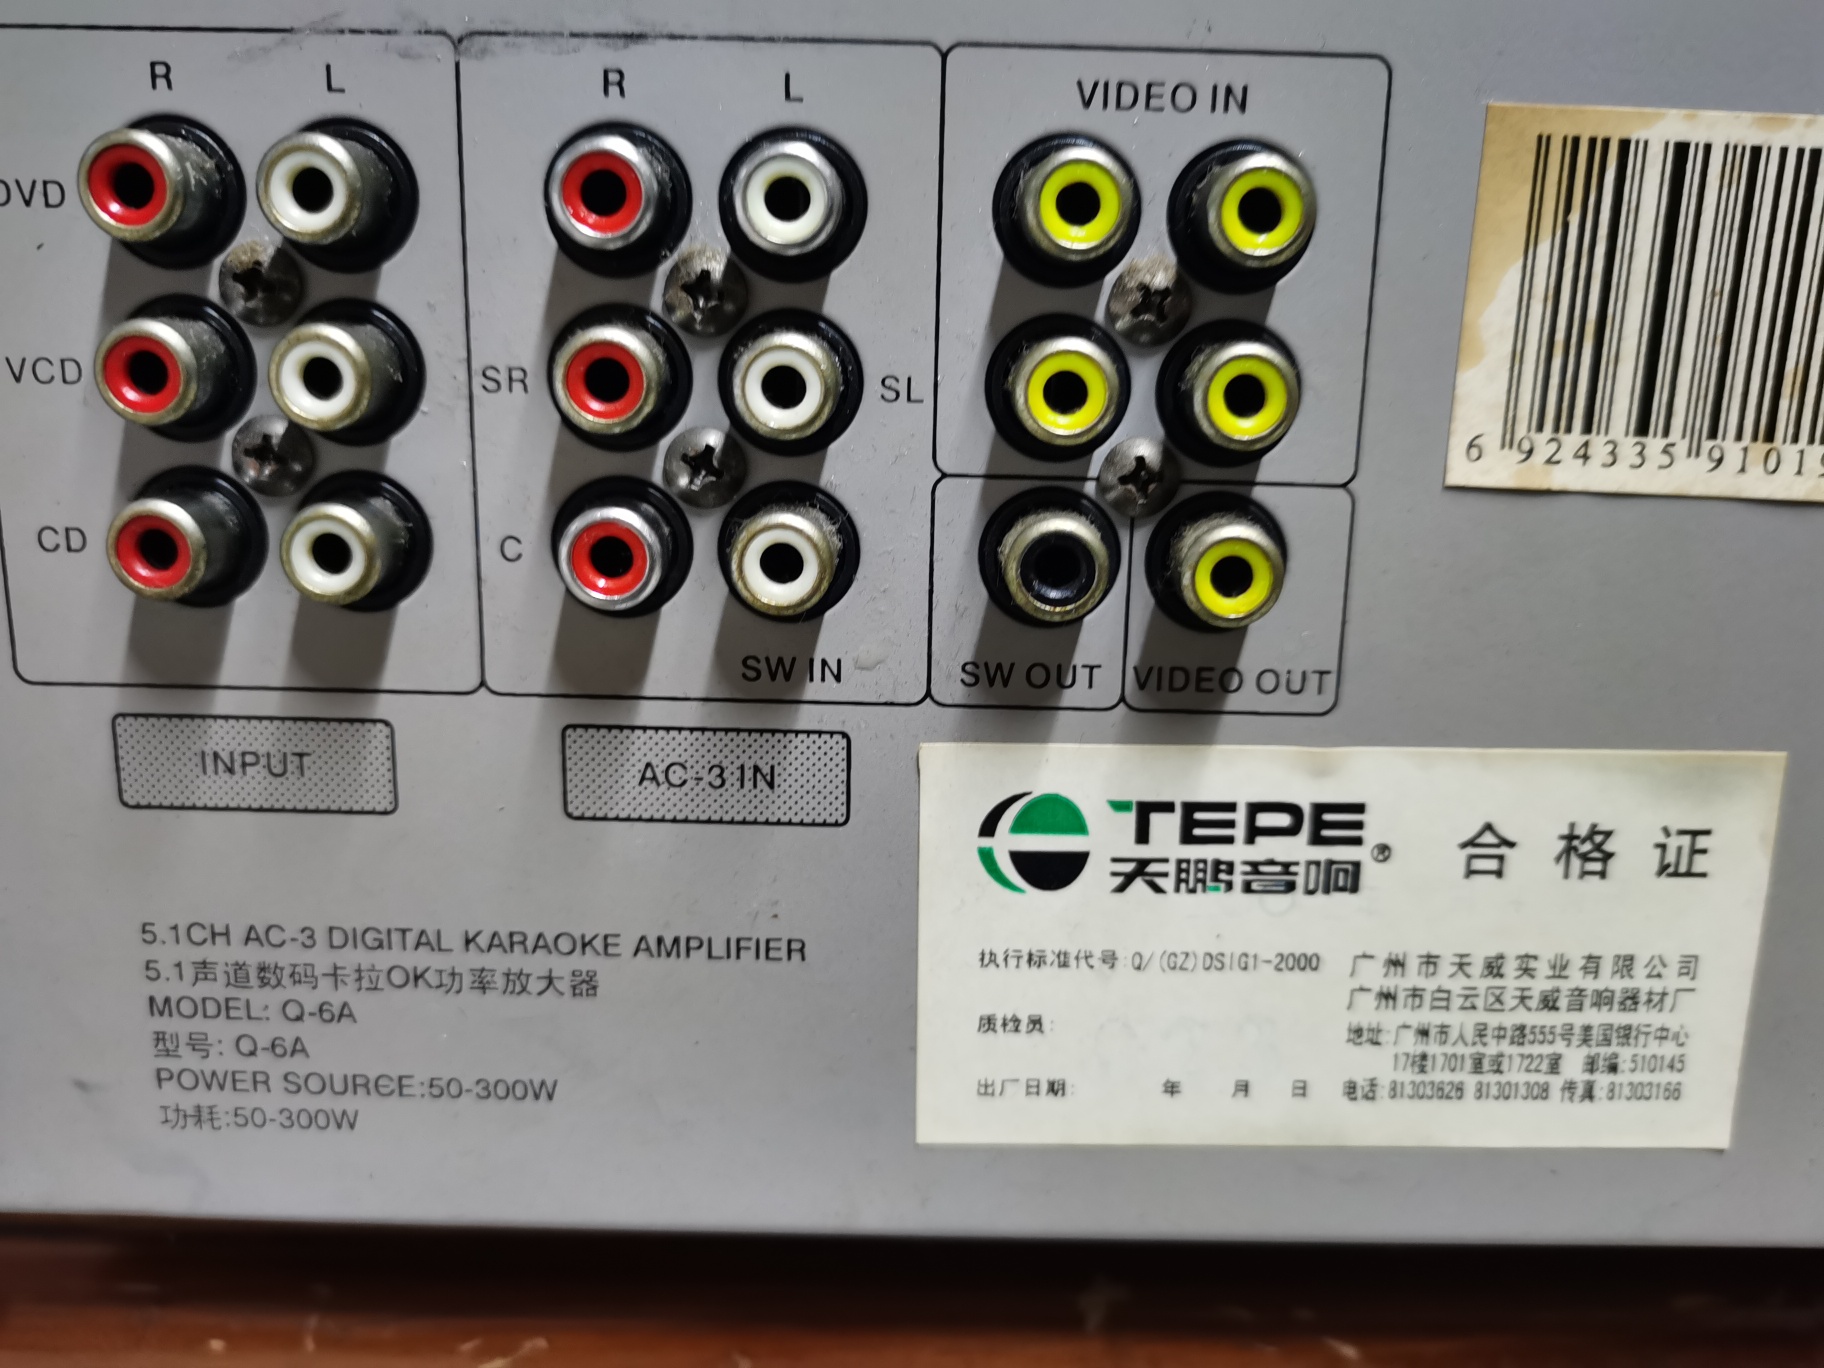 R L
R L
VIDEO IN
DVD
VCD
SR
SL
CD
C
SW IN
SW OUT
VIDEO OUT
6 924335 9101
INPUT
AC-3 IN
5.1CH AC-3 DIGITAL KARAOKE AMPLIFIER
5.1声道数码卡拉OK功率放大器
MODEL: Q-6A
型号: Q-6A
POWER SOURCE:50-300W
功耗:50-300W
TEPE
天鹏音响®
合格证
执行标准代号:Q/(GZ)DSIG1-2000
质检员:
出厂日期: 年 月 日
广州市天威实业有限公司
广州市白云区天威音响器材厂
地址:广州市人民中路555号美国银行中心
17楼1701室或1722室 邮编:510145
电话:81303626 81301308 传真:81303166